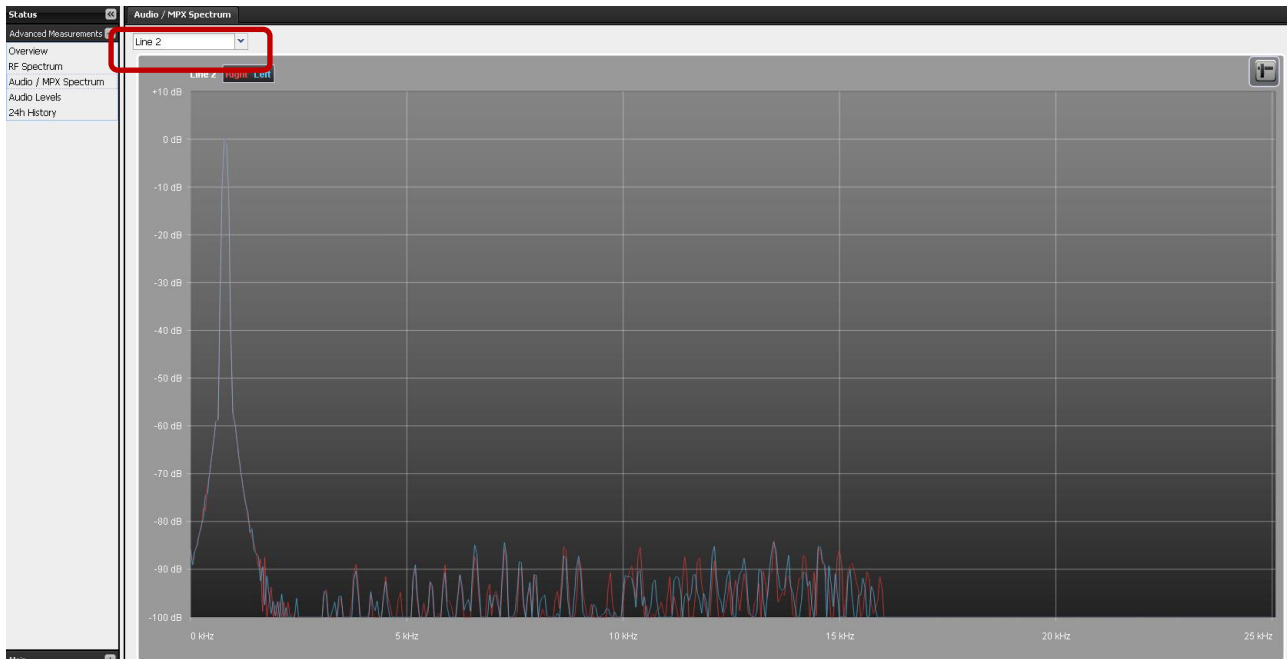 Status
Audio / MPX Spectrum
Advanced Measurements
Overview
RF Spectrum
Audio / MPX Spectrum
Audio Levels
24h History
Line 2
Line 2 Right Left
+10 dB
0 dB
-10 dB
-20 dB
-30 dB
-40 dB
-50 dB
-60 dB
-70 dB
-80 dB
-90 dB
-100 dB
0 kHz 5 kHz 10 kHz 15 kHz 20 kHz 25 kHz